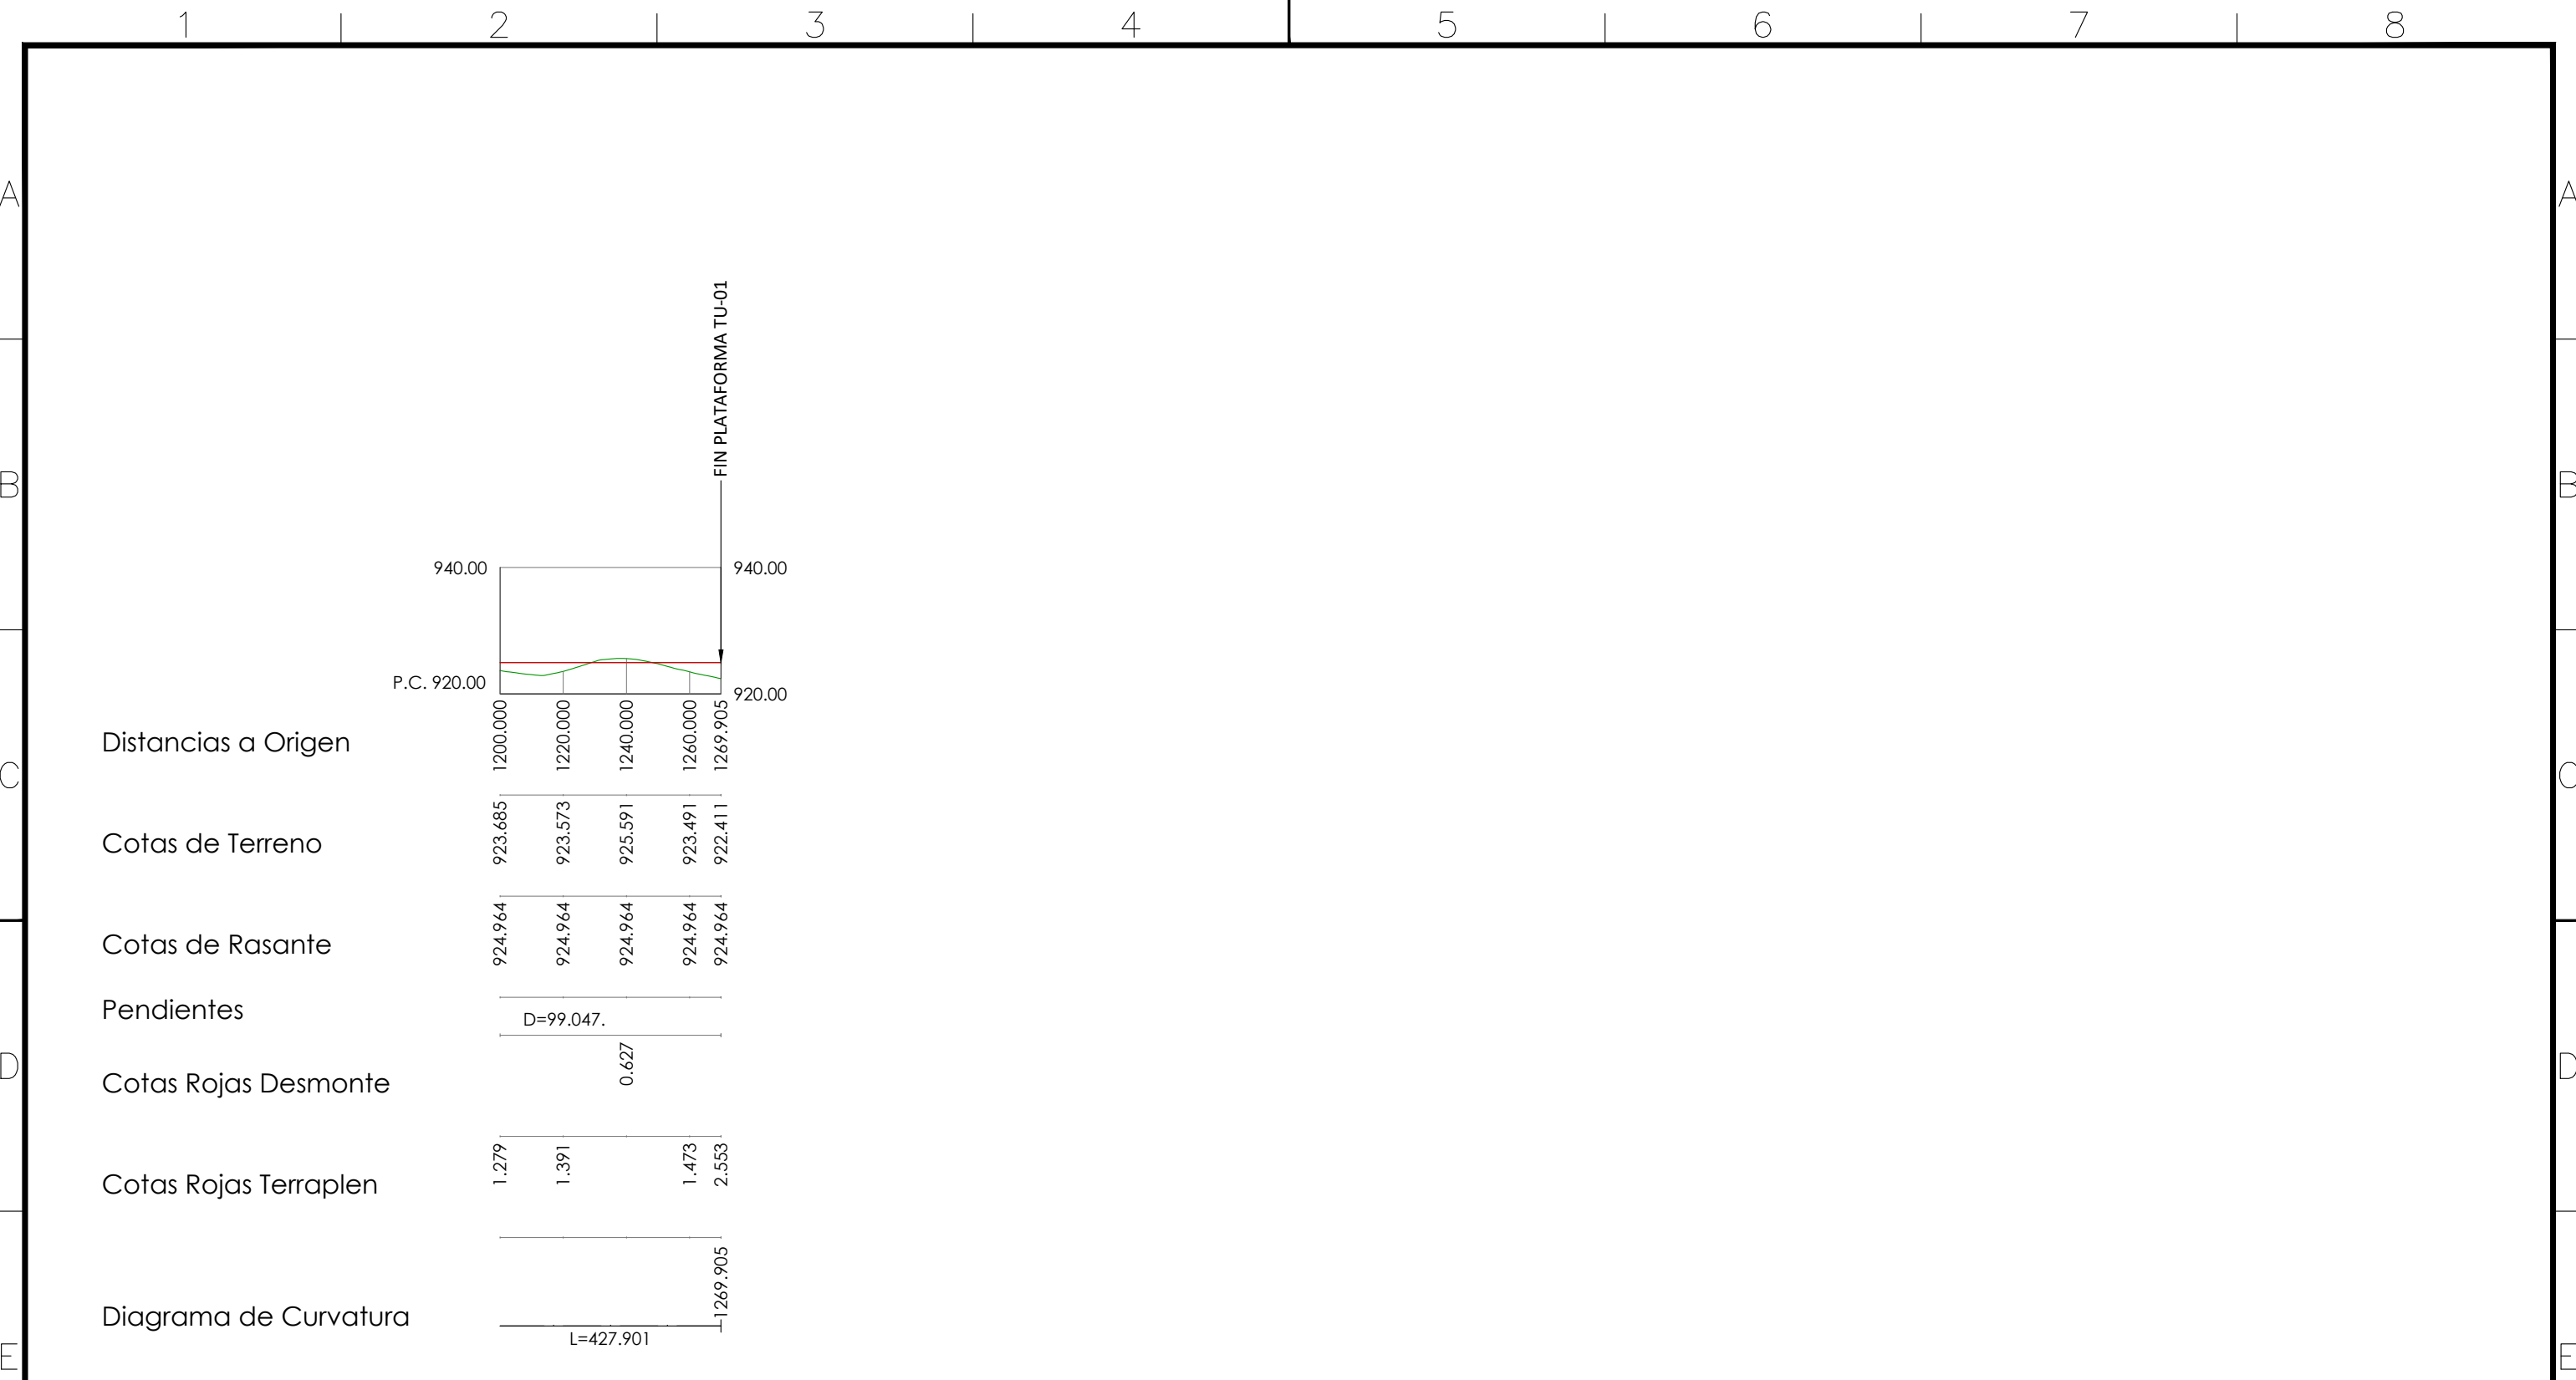 1 2 3 4 5 6 7 8
A A
B B
FIN PLATAFORMA TU-01
940.00 940.00
P.C. 920.00 920.00
C C
Distancias a Origen 1200.000 1220.000 1240.000 1260.000 1269.905
Cotas de Terreno 923.685 923.573 925.591 923.491 922.411
Cotas de Rasante 924.964 924.964 924.964 924.964 924.964
Pendientes D=99.047.
D D
Cotas Rojas Desmonte 0.627
Cotas Rojas Terraplen 1.279 1.391 1.473 2.553
Diagrama de Curvatura 1269.905
L=427.901
E E